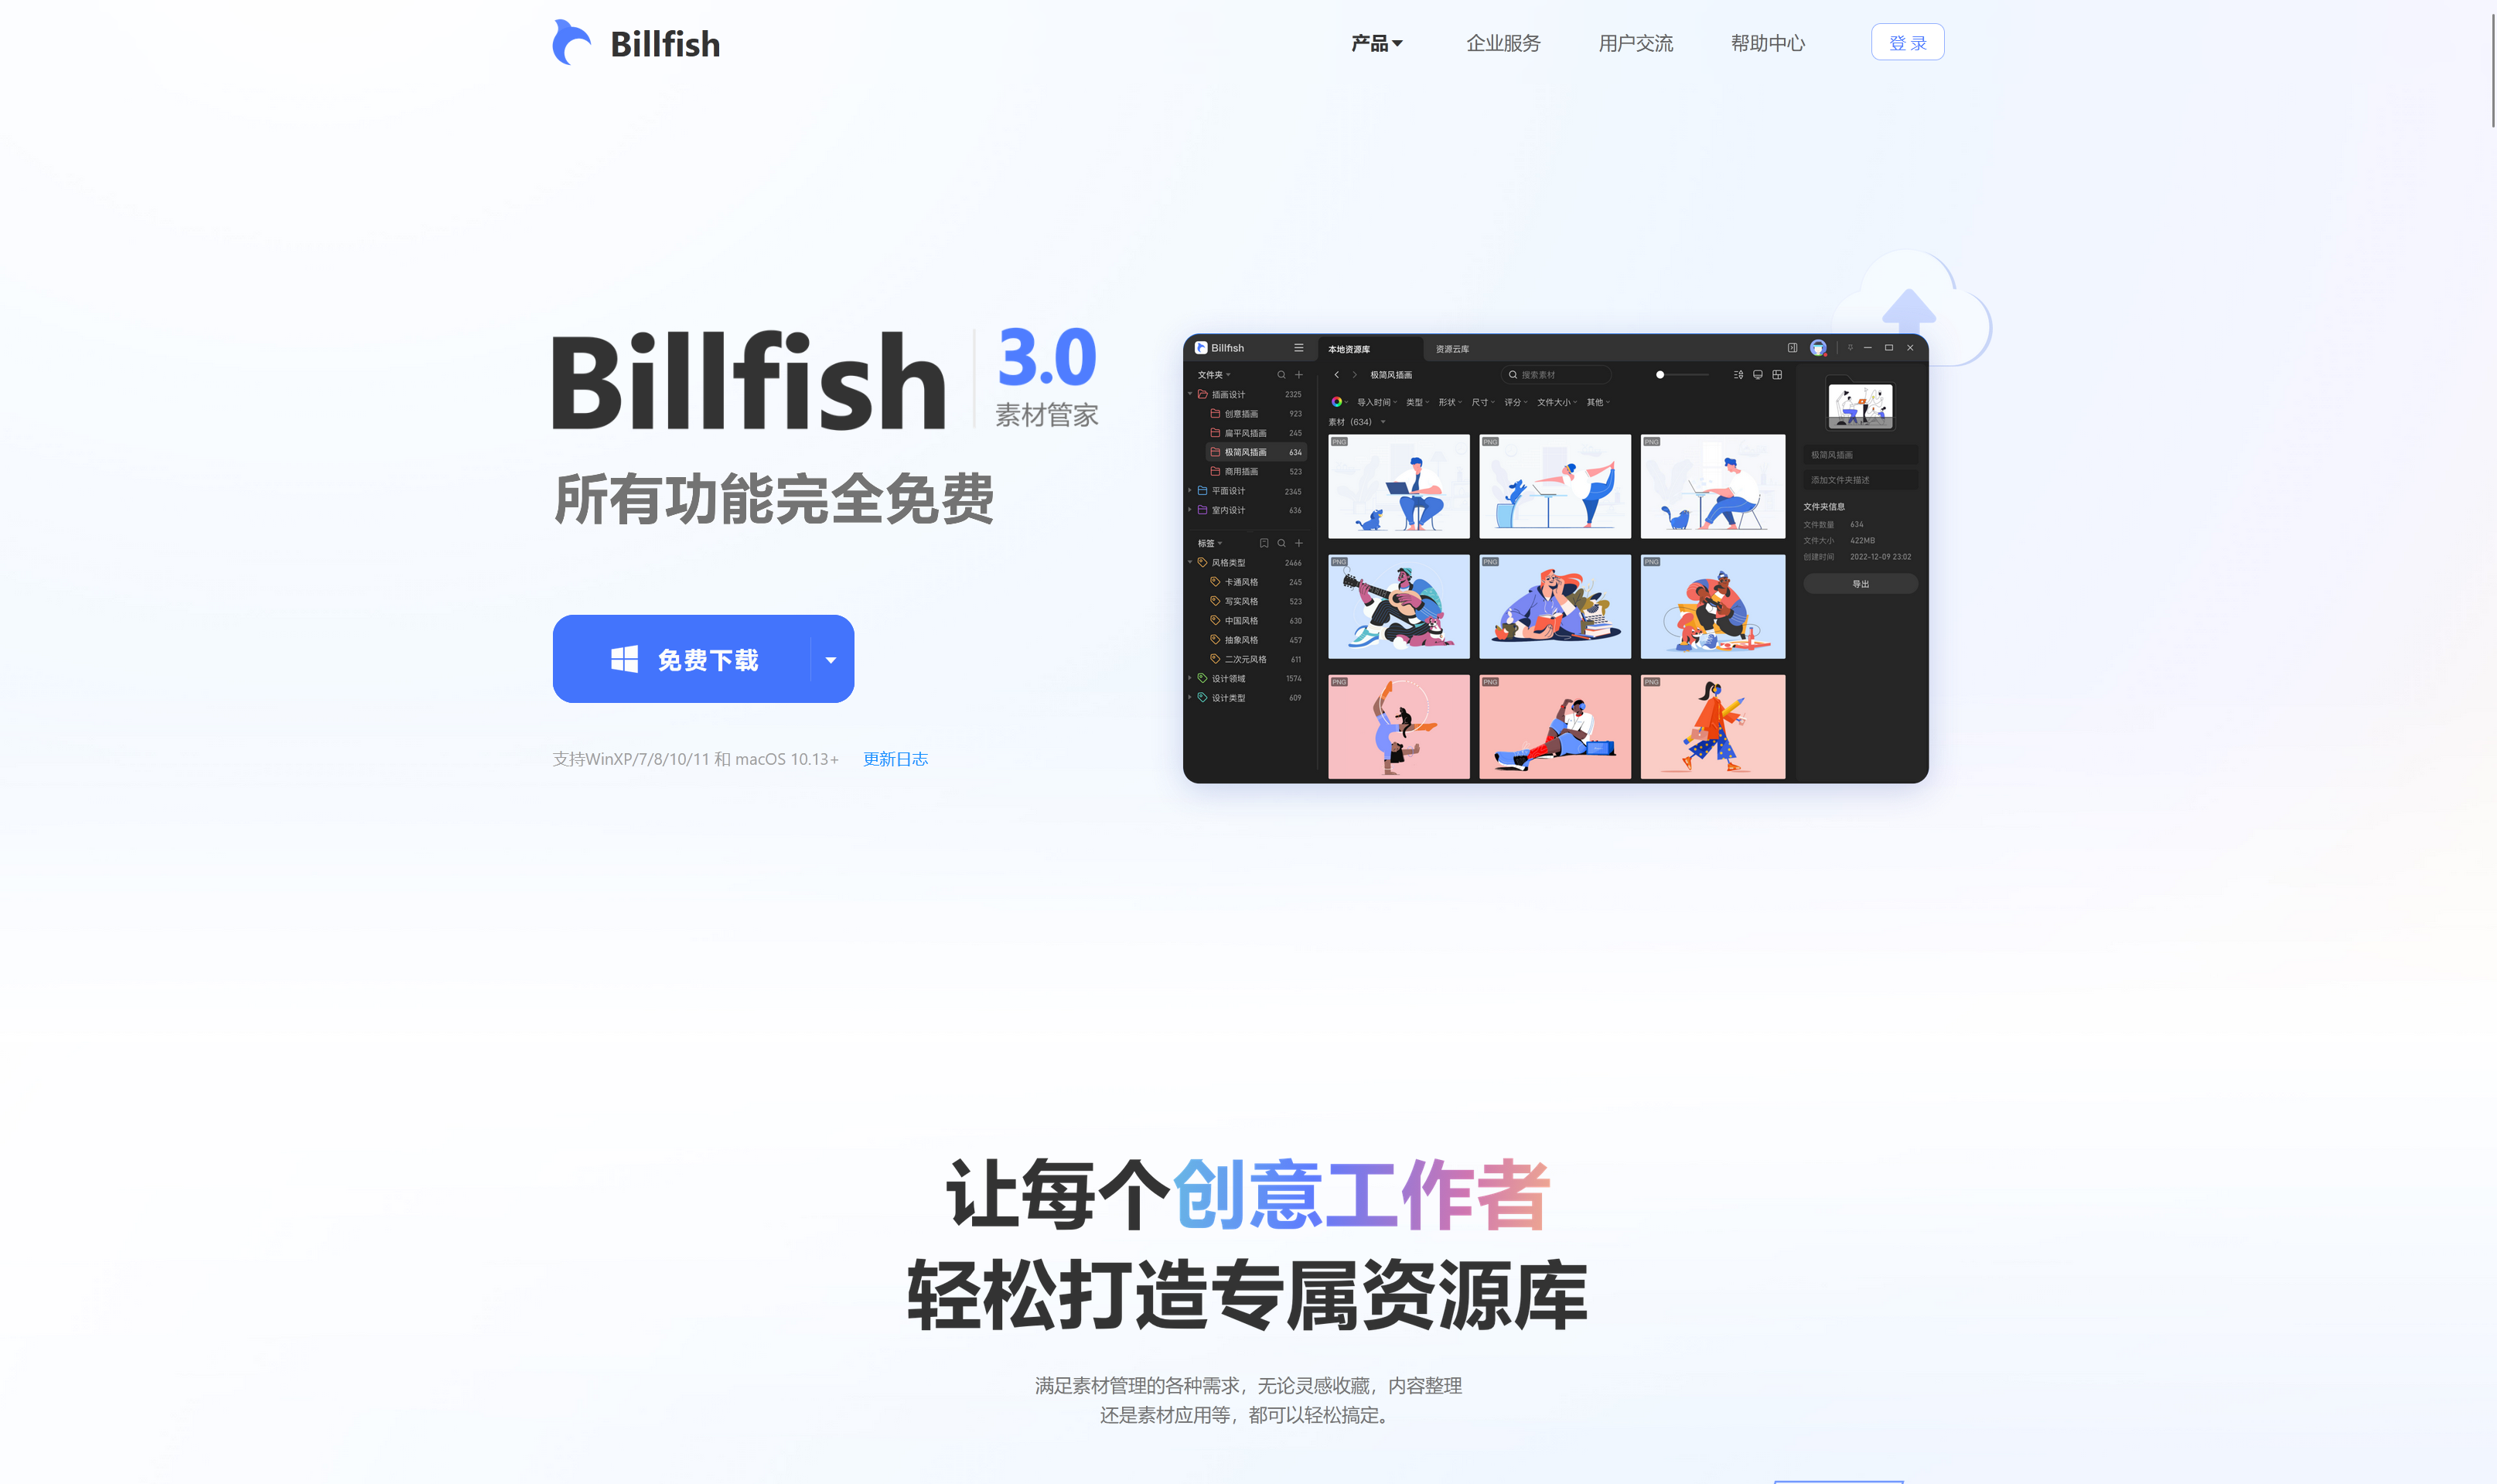 Billfish
产品 企业服务 用户交流 帮助中心 登 录
Billfish
3.0
素材管家
所有功能完全免费
免费下载
支持WinXP/7/8/10/11 和 macOS 10.13+ 更新日志
Billfish
本地资源库 资源云库
文件夹
插画设计 2325
创意插画 923
扁平风插画 245
极简风插画 634
商用插画 523
平面设计 2345
室内设计 636
标签
风格类型 2466
卡通风格 245
写实风格 523
中国风格 630
抽象风格 457
二次元风格 611
设计领域 1574
设计类型 609
极简风插画
搜索素材
导入时间 类型 形状 尺寸 评分 文件大小 其他
素材（634）
PNG PNG PNG
PNG PNG PNG
PNG PNG PNG
极简风插画
添加文件夹描述
文件夹信息
文件数量 634
文件大小 422MB
创建时间 2022-12-09 23:02
导出
让每个创意工作者
轻松打造专属资源库
满足素材管理的各种需求，无论灵感收藏，内容整理
还是素材应用等，都可以轻松搞定。